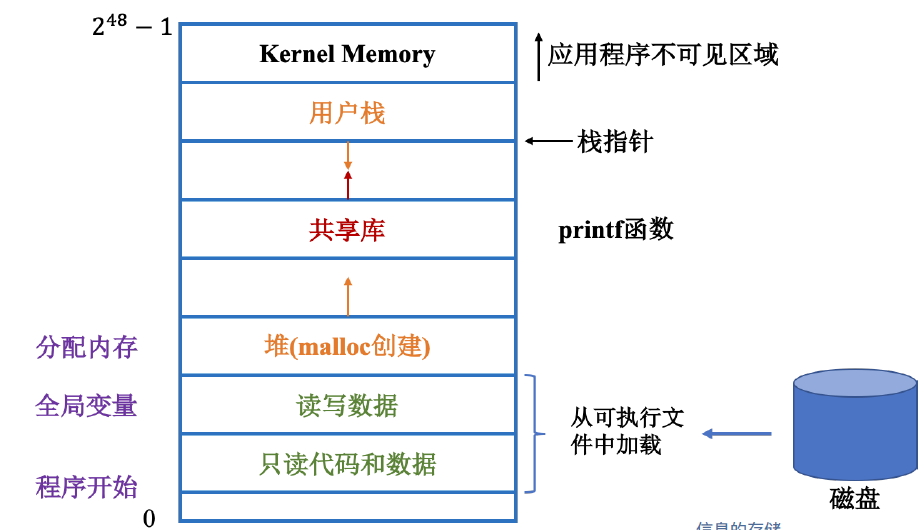 2^48 − 1
Kernel Memory
应用程序不可见区域
用户栈
栈指针
共享库
printf函数
分配内存
堆(malloc创建)
全局变量
读写数据
从可执行文
件中加载
只读代码和数据
程序开始
磁盘
0
信息的存储